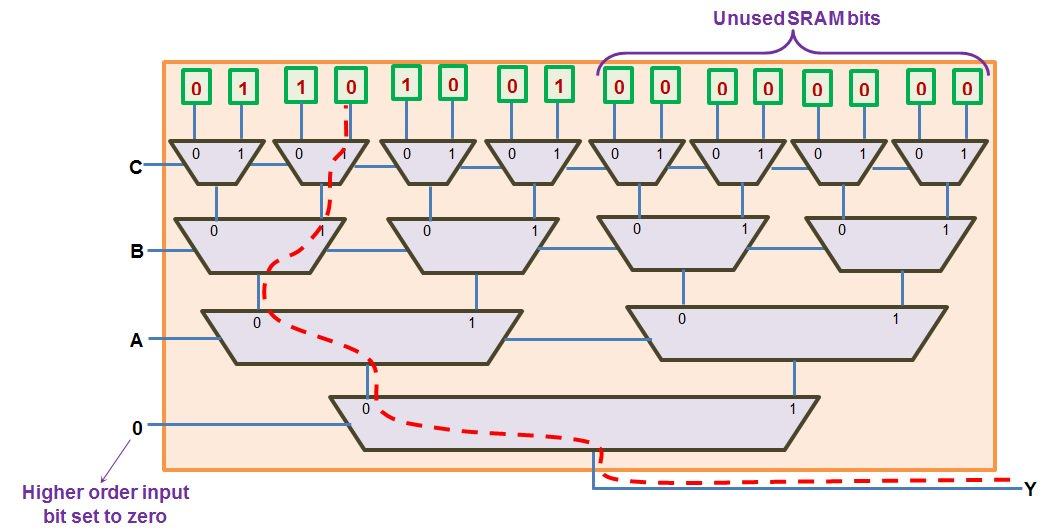 Unused SRAM bits
0 1 1 0 1 0 0 1 0 0 0 0 0 0 0 0
C 0 1 0 1 0 1 0 1 0 1 0 1 0 1 0 1
B 0 1 0 1 0 1 0 1
A 0 1 0 1
0 0 1
Higher order input
bit set to zero
Y